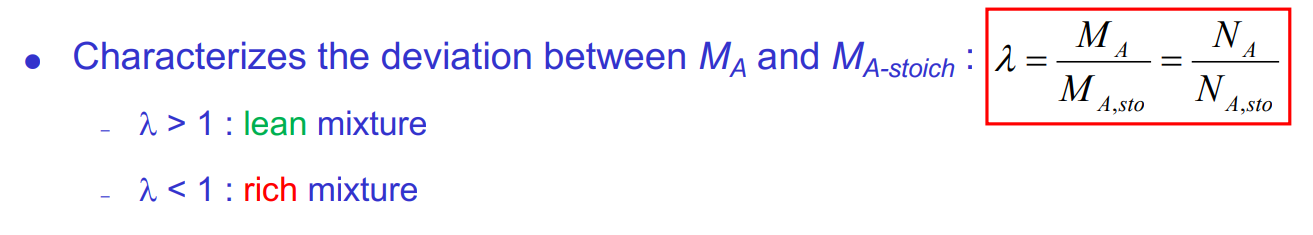 • Characterizes the deviation between M_A and M_A-stoich : λ = M_A / M_A,sto = N_A / N_A,sto
- λ > 1 : lean mixture
- λ < 1 : rich mixture